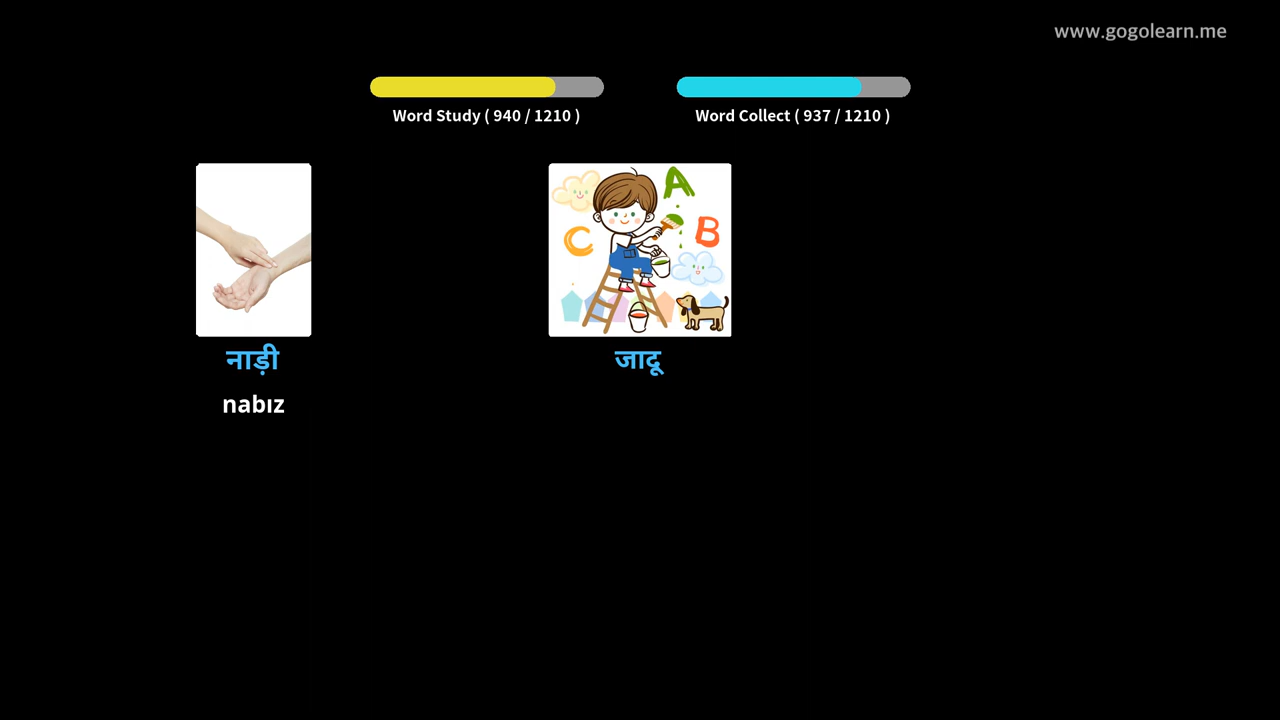 www.gogolearn.me
Word Study ( 940 / 1210 )
Word Collect ( 937 / 1210 )
A
B
C
नाड़ी
जादू
nabız